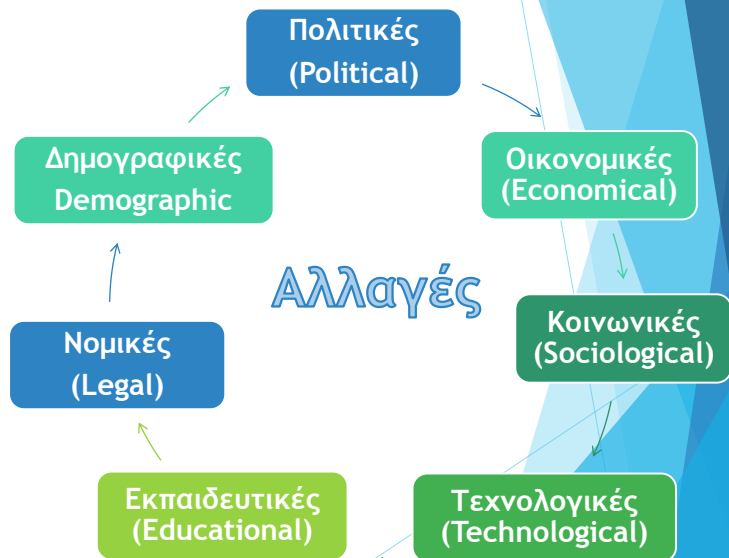 Πολιτικές
(Political)
Οικονομικές
(Economical)
Κοινωνικές
(Sociological)
Τεχνολογικές
(Technological)
Εκπαιδευτικές
(Educational)
Νομικές
(Legal)
Δημογραφικές
Demographic
Αλλαγές